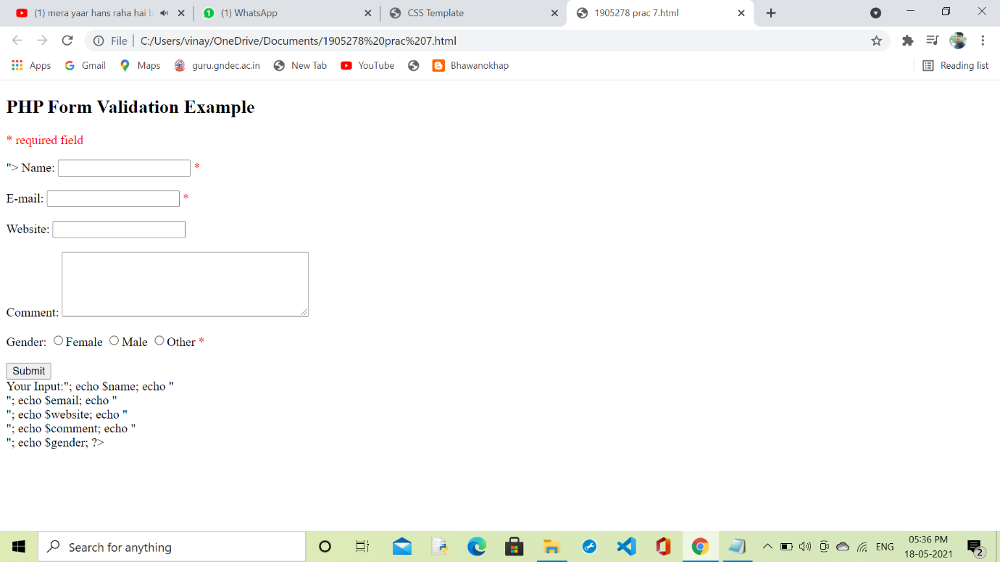 (1) mera yaar hans raha hai b
(1) WhatsApp
CSS Template
1905278 prac 7.html
File
C:/Users/vinay/OneDrive/Documents/1905278%20prac%207.html
Apps
Gmail
Maps
guru.gndec.ac.in
New Tab
YouTube
Bhawanokhap
Reading list
PHP Form Validation Example
* required field
"> Name: *
E-mail: *
Website:
Comment:
Gender: Female Male Other *
Submit
Your Input:"; echo $name; echo "
"; echo $email; echo "
"; echo $website; echo "
"; echo $comment; echo "
"; echo $gender; ?>
Search for anything
ENG
05:36 PM
18-05-2021
2